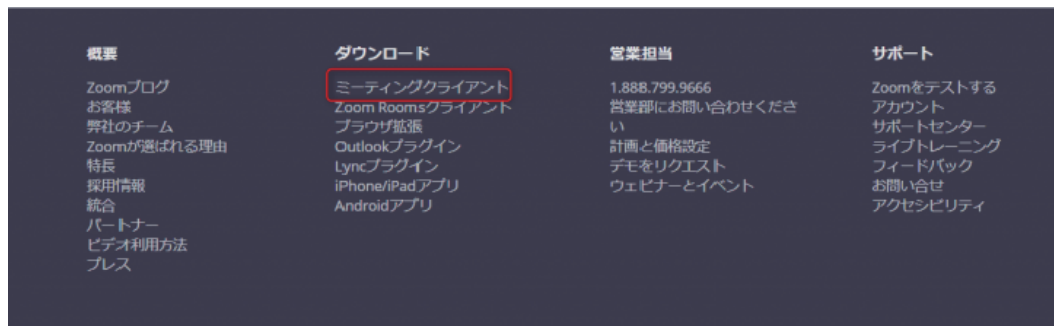 概要
Zoomブログ
お客様
弊社のチーム
Zoomが選ばれる理由
特長
採用情報
統合
パートナー
ビデオ利用方法
プレス
ダウンロード
ミーティングクライアント
Zoom Roomsクライアント
ブラウザ拡張
Outlookプラグイン
Lyncプラグイン
iPhone/iPadアプリ
Androidアプリ
営業担当
1.888.799.9666
営業部にお問い合わせくださ
い
計画と価格設定
デモをリクエスト
ウェビナーとイベント
サポート
Zoomをテストする
アカウント
サポートセンター
ライブトレーニング
フィードバック
お問い合せ
アクセシビリティ